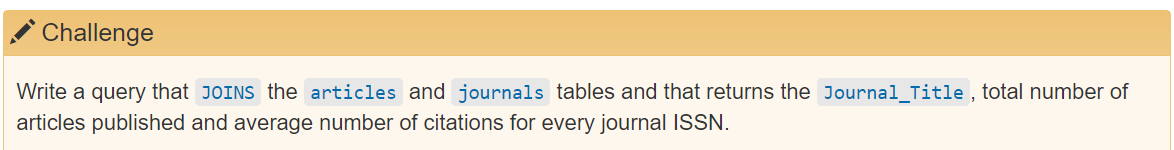 Challenge
Write a query that JOINS the articles and journals tables and that returns the Journal_Title, total number of
articles published and average number of citations for every journal ISSN.